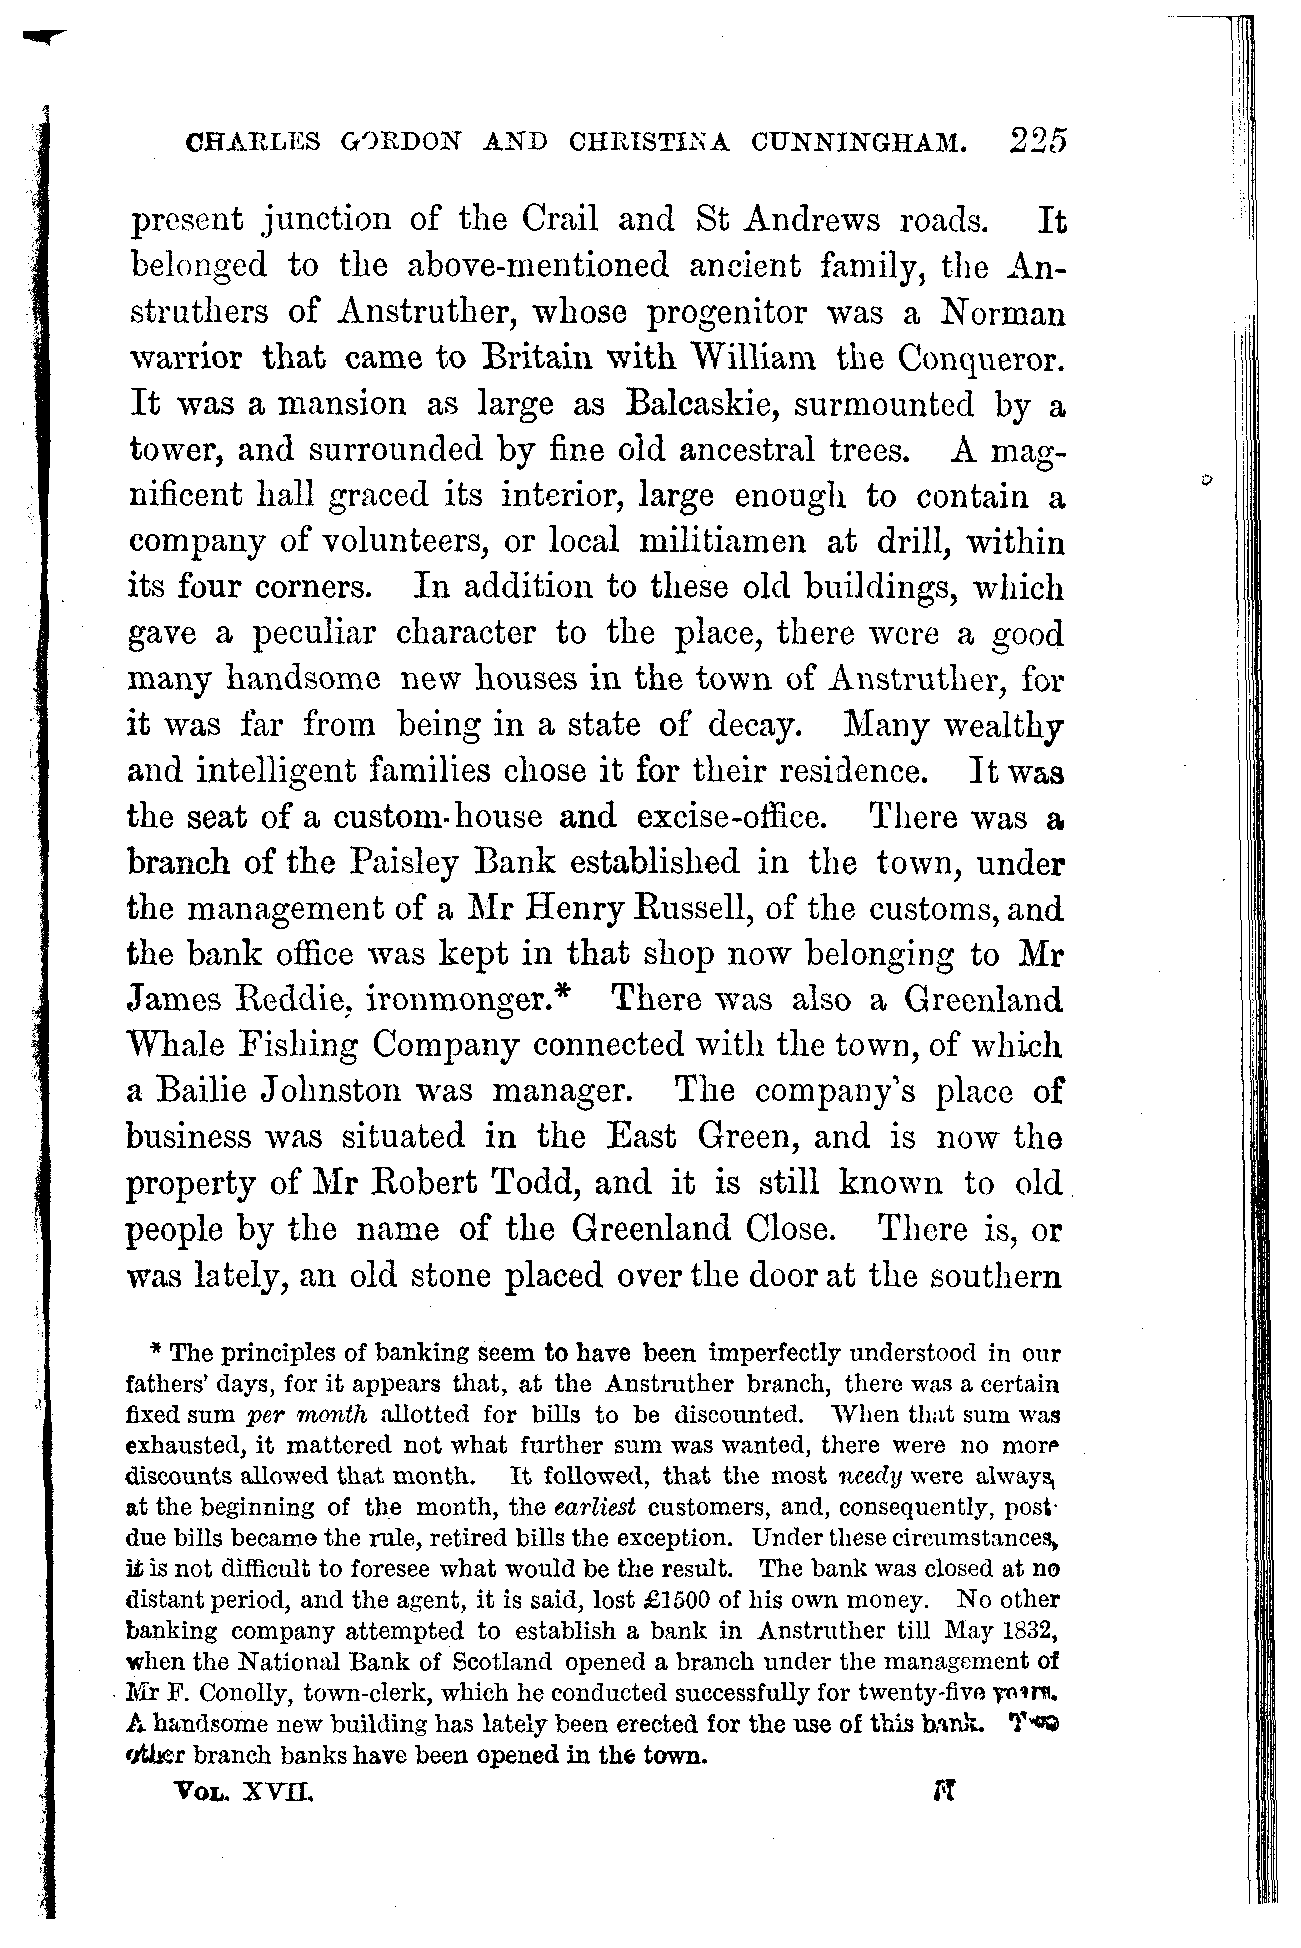 CHARLES GORDON AND CHRISTINA CUNNINGHAM. 225
present junction of the Crail and St Andrews roads. It
belonged to the above-mentioned ancient family, the An-
struthers of Anstruther, whose progenitor was a Norman
warrior that came to Britain with William the Conqueror.
It was a mansion as large as Balcaskie, surmounted by a
tower, and surrounded by fine old ancestral trees. A mag-
nificent hall graced its interior, large enough to contain a
company of volunteers, or local militiamen at drill, within
its four corners. In addition to these old buildings, which
gave a peculiar character to the place, there were a good
many handsome new houses in the town of Anstruther, for
it was far from being in a state of decay. Many wealthy
and intelligent families chose it for their residence. It was
the seat of a custom-house and excise-office. There was a
branch of the Paisley Bank established in the town, under
the management of a Mr Henry Russell, of the customs, and
the bank office was kept in that shop now belonging to Mr
James Reddie, ironmonger.* There was also a Greenland
Whale Fishing Company connected with the town, of which
a Bailie Johnston was manager. The company's place of
business was situated in the East Green, and is now the
property of Mr Robert Todd, and it is still known to old
people by the name of the Greenland Close. There is, or
was lately, an old stone placed over the door at the southern
* The principles of banking seem to have been imperfectly understood in our
fathers' days, for it appears that, at the Anstruther branch, there was a certain
fixed sum per month allotted for bills to be discounted. When that sum was
exhausted, it mattered not what further sum was wanted, there were no more
discounts allowed that month. It followed, that the most needy were always,
at the beginning of the month, the earliest customers, and, consequently, post-
due bills became the rule, retired bills the exception. Under these circumstances,
it is not difficult to foresee what would be the result. The bank was closed at no
distant period, and the agent, it is said, lost £1500 of his own money. No other
banking company attempted to establish a bank in Anstruther till May 1832,
when the National Bank of Scotland opened a branch under the management of
Mr F. Conolly, town-clerk, which he conducted successfully for twenty-five years.
A handsome new building has lately been erected for the use of this bank. Two
other branch banks have been opened in the town.
VOL. XVII.